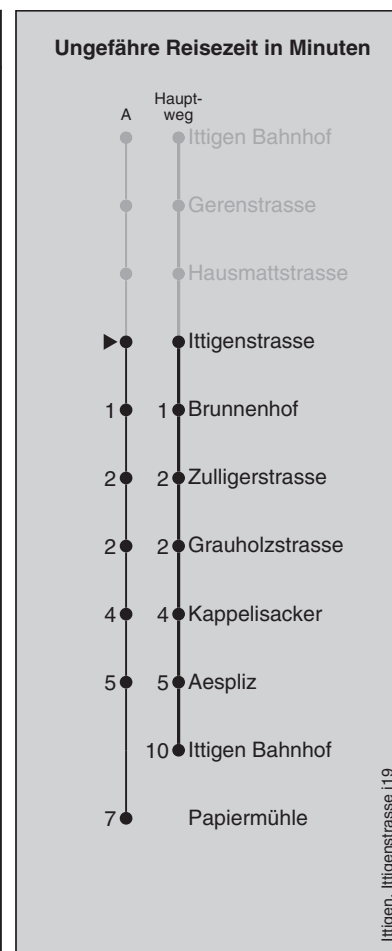 Ungefähre Reisezeit in Minuten
A Haupt-
weg
Ittigen Bahnhof
Gerenstrasse
Hausmattstrasse
Ittigenstrasse
1 1 Brunnenhof
2 2 Zulligerstrasse
2 2 Grauholzstrasse
4 4 Kappelisacker
5 5 Aespliz
10 Ittigen Bahnhof
7 Papiermühle
Ittigen, Ittigenstrasse j19